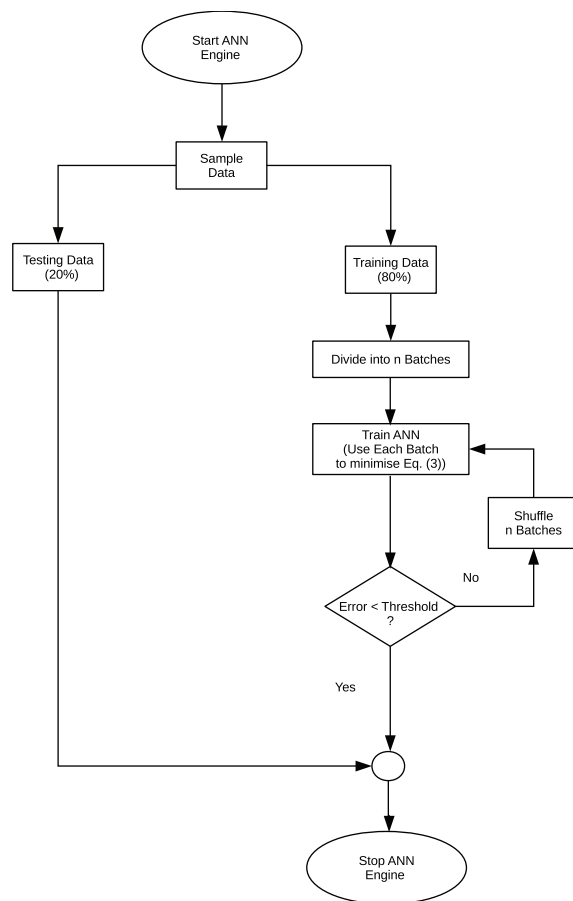 Start ANN
Engine
Sample
Data
Testing Data
(20%)
Training Data
(80%)
Divide into n Batches
Train ANN
(Use Each Batch
to minimise Eq. (3))
Shuffle
n Batches
No
Error < Threshold
?
Yes
Stop ANN
Engine